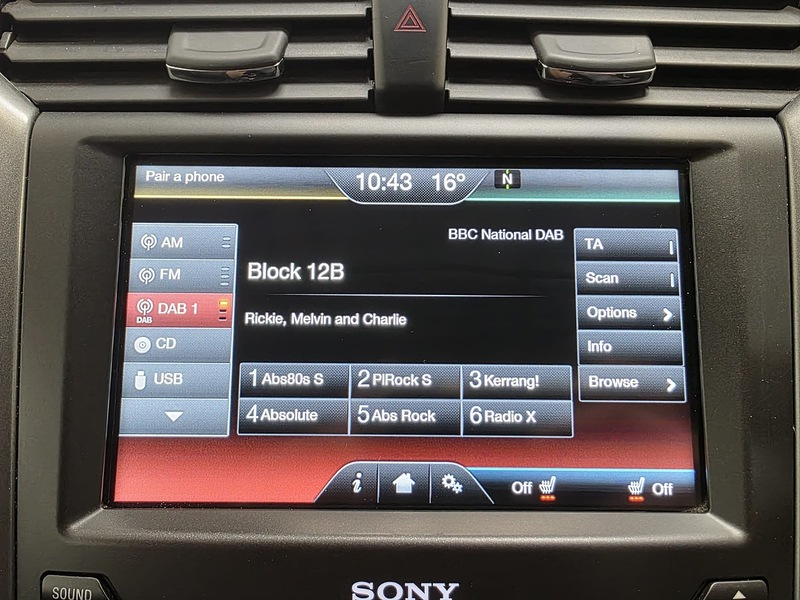 Pair a phone
10:43 16°
N
BBC National DAB
AM
FM
DAB 1
DAB
CD
USB
Block 12B
Rickie, Melvin and Charlie
1 Abs80s S
2 PlRock S
3 Kerrang!
4 Absolute
5 Abs Rock
6 Radio X
TA
Scan
Options
Info
Browse
i
Off
Off
SOUND
SONY